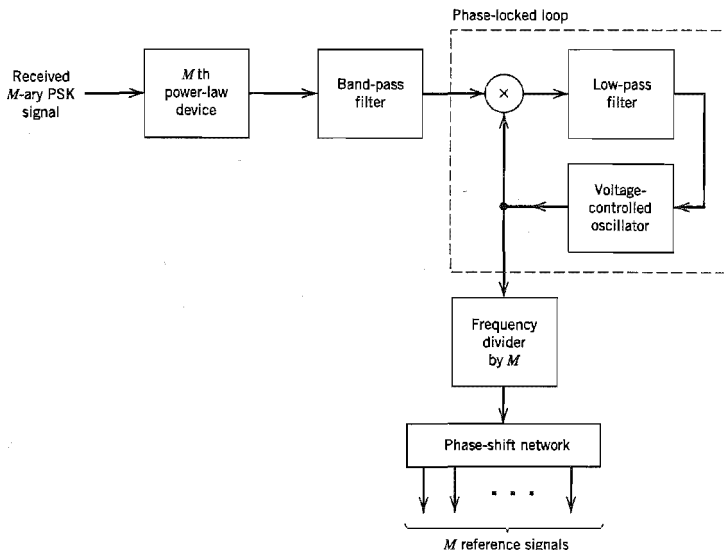 Phase-locked loop
Received
M-ary PSK
signal
M th
power-law
device
Band-pass
filter
×
Low-pass
filter
Voltage-
controlled
oscillator
Frequency
divider
by M
Phase-shift network
. . .
M reference signals